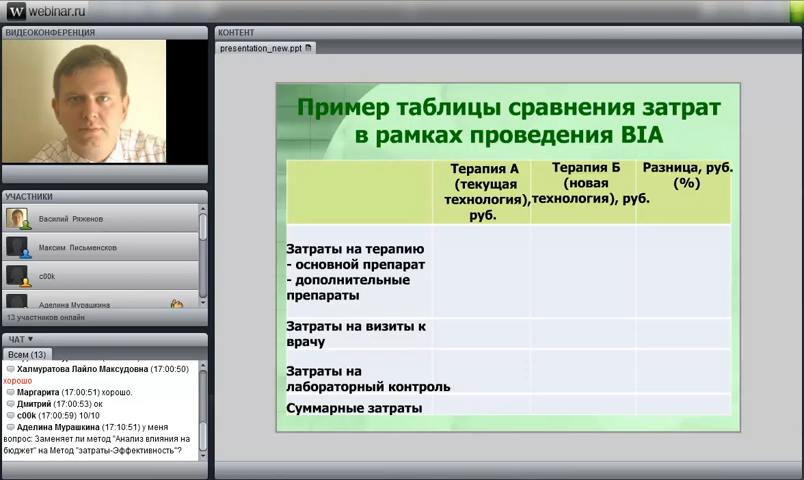 webinar.ru
ВИДЕОКОНФЕРЕНЦИЯ
УЧАСТНИКИ
Василий Ряженов
Максим Письменсков
c00k
Аделина Мурашкина
13 участников онлайн
ЧАТ
Всем (13)
Халмуратова Лайло Максудовна (17:00:50)
хорошо
Маргарита (17:00:51) хорошо.
Дмитрий (17:00:53) ок
c00k (17:00:59) 10/10
Аделина Мурашкина (17:10:51) у меня
вопрос: Заменяет ли метод "Анализ влияния на
бюджет" на Метод "затраты-Эффективность"?
КОНТЕНТ
presentation_new.ppt
Пример таблицы сравнения затрат
в рамках проведения BIA
Терапия А
(текущая
технология),
руб.
Терапия Б
(новая
технология), руб.
Разница, руб.
(%)
Затраты на терапию
- основной препарат
- дополнительные
препараты
Затраты на визиты к
врачу
Затраты на
лабораторный контроль
Суммарные затраты